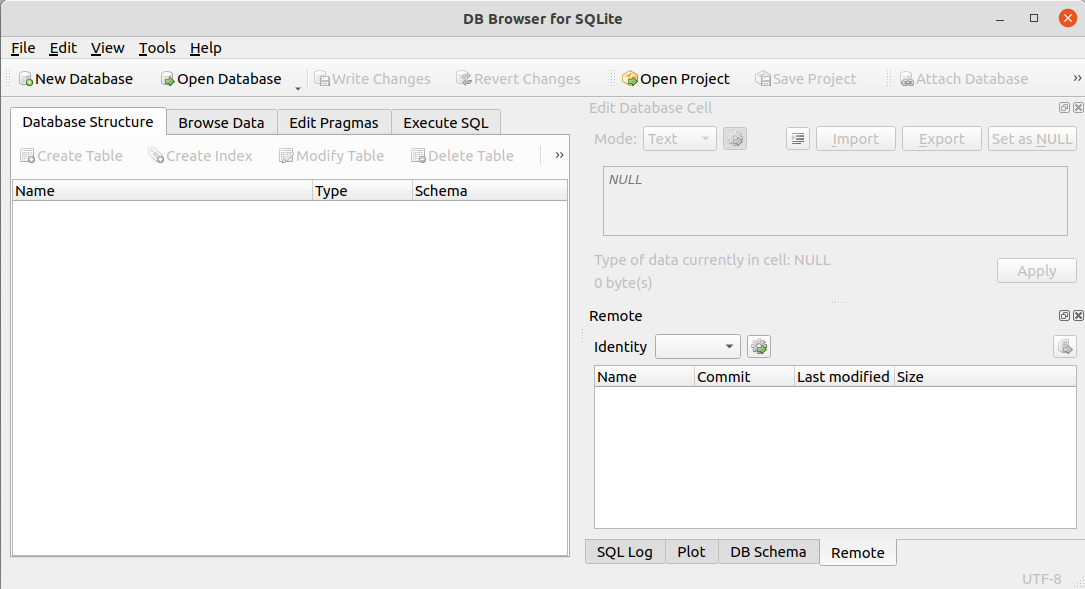 DB Browser for SQLite
File Edit View Tools Help
New Database Open Database Write Changes Revert Changes Open Project Save Project Attach Database »
Database Structure Browse Data Edit Pragmas Execute SQL
Create Table Create Index Modify Table Delete Table »
Name Type Schema
Edit Database Cell
Mode: Text Import Export Set as NULL
NULL
Type of data currently in cell: NULL
0 byte(s)
Apply
Remote
Identity
Name Commit Last modified Size
SQL Log Plot DB Schema Remote
UTF-8